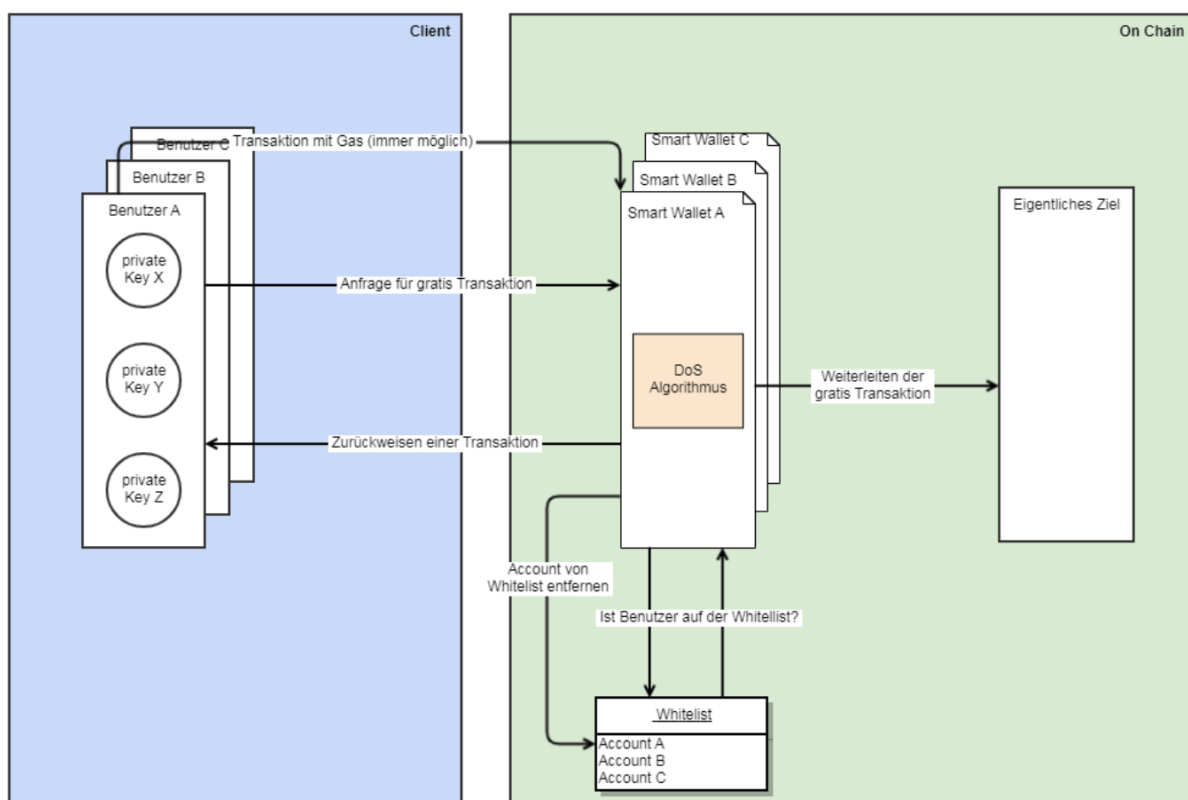 Client
On Chain
Benutzer C
Transaktion mit Gas (immer möglich)
Smart Wallet C
Benutzer B
Smart Wallet B
Benutzer A
Smart Wallet A
Eigentliches Ziel
private
Key X
Anfrage für gratis Transaktion
private
Key Y
DoS
Algorithmus
Weiterleiten der
gratis Transaktion
Zurückweisen einer Transaktion
private
Key Z
Account von
Whitelist entfernen
Ist Benutzer auf der Whitellist?
Whitelist
Account A
Account B
Account C